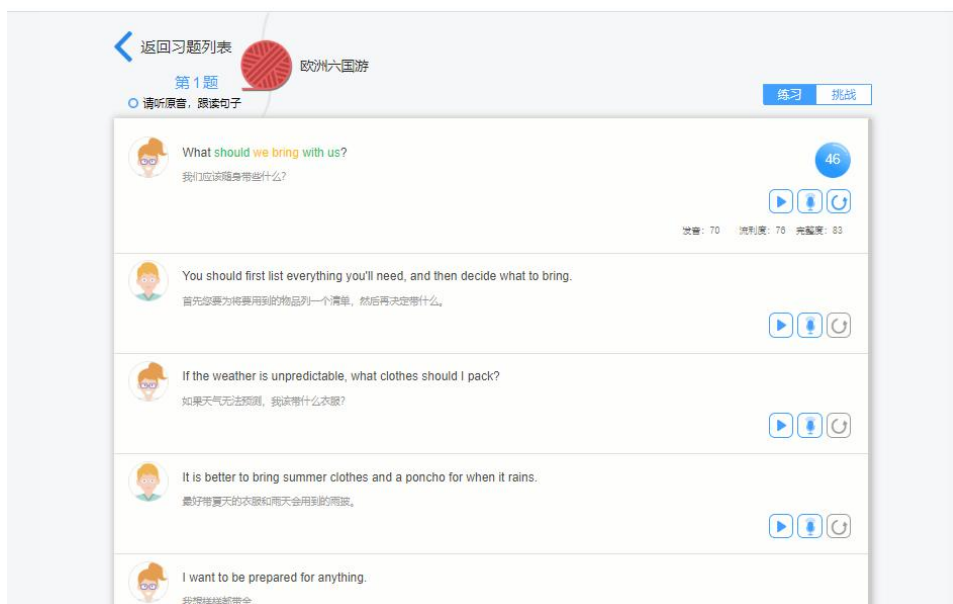 返回习题列表
欧洲六国游
第1题
请听原音，跟读句子
练习 挑战
What should we bring with us?
46
我们应该随身带些什么?
发音：70 流利度：76 完整度：83
You should first list everything you'll need, and then decide what to bring.
首先您要为将要用到的物品列一个清单，然后再决定带什么。
If the weather is unpredictable, what clothes should I pack?
如果天气无法预测，我该带什么衣服?
It is better to bring summer clothes and a poncho for when it rains.
最好带夏天的衣服和雨天会用到的雨披。
I want to be prepared for anything.
我想样样都带全